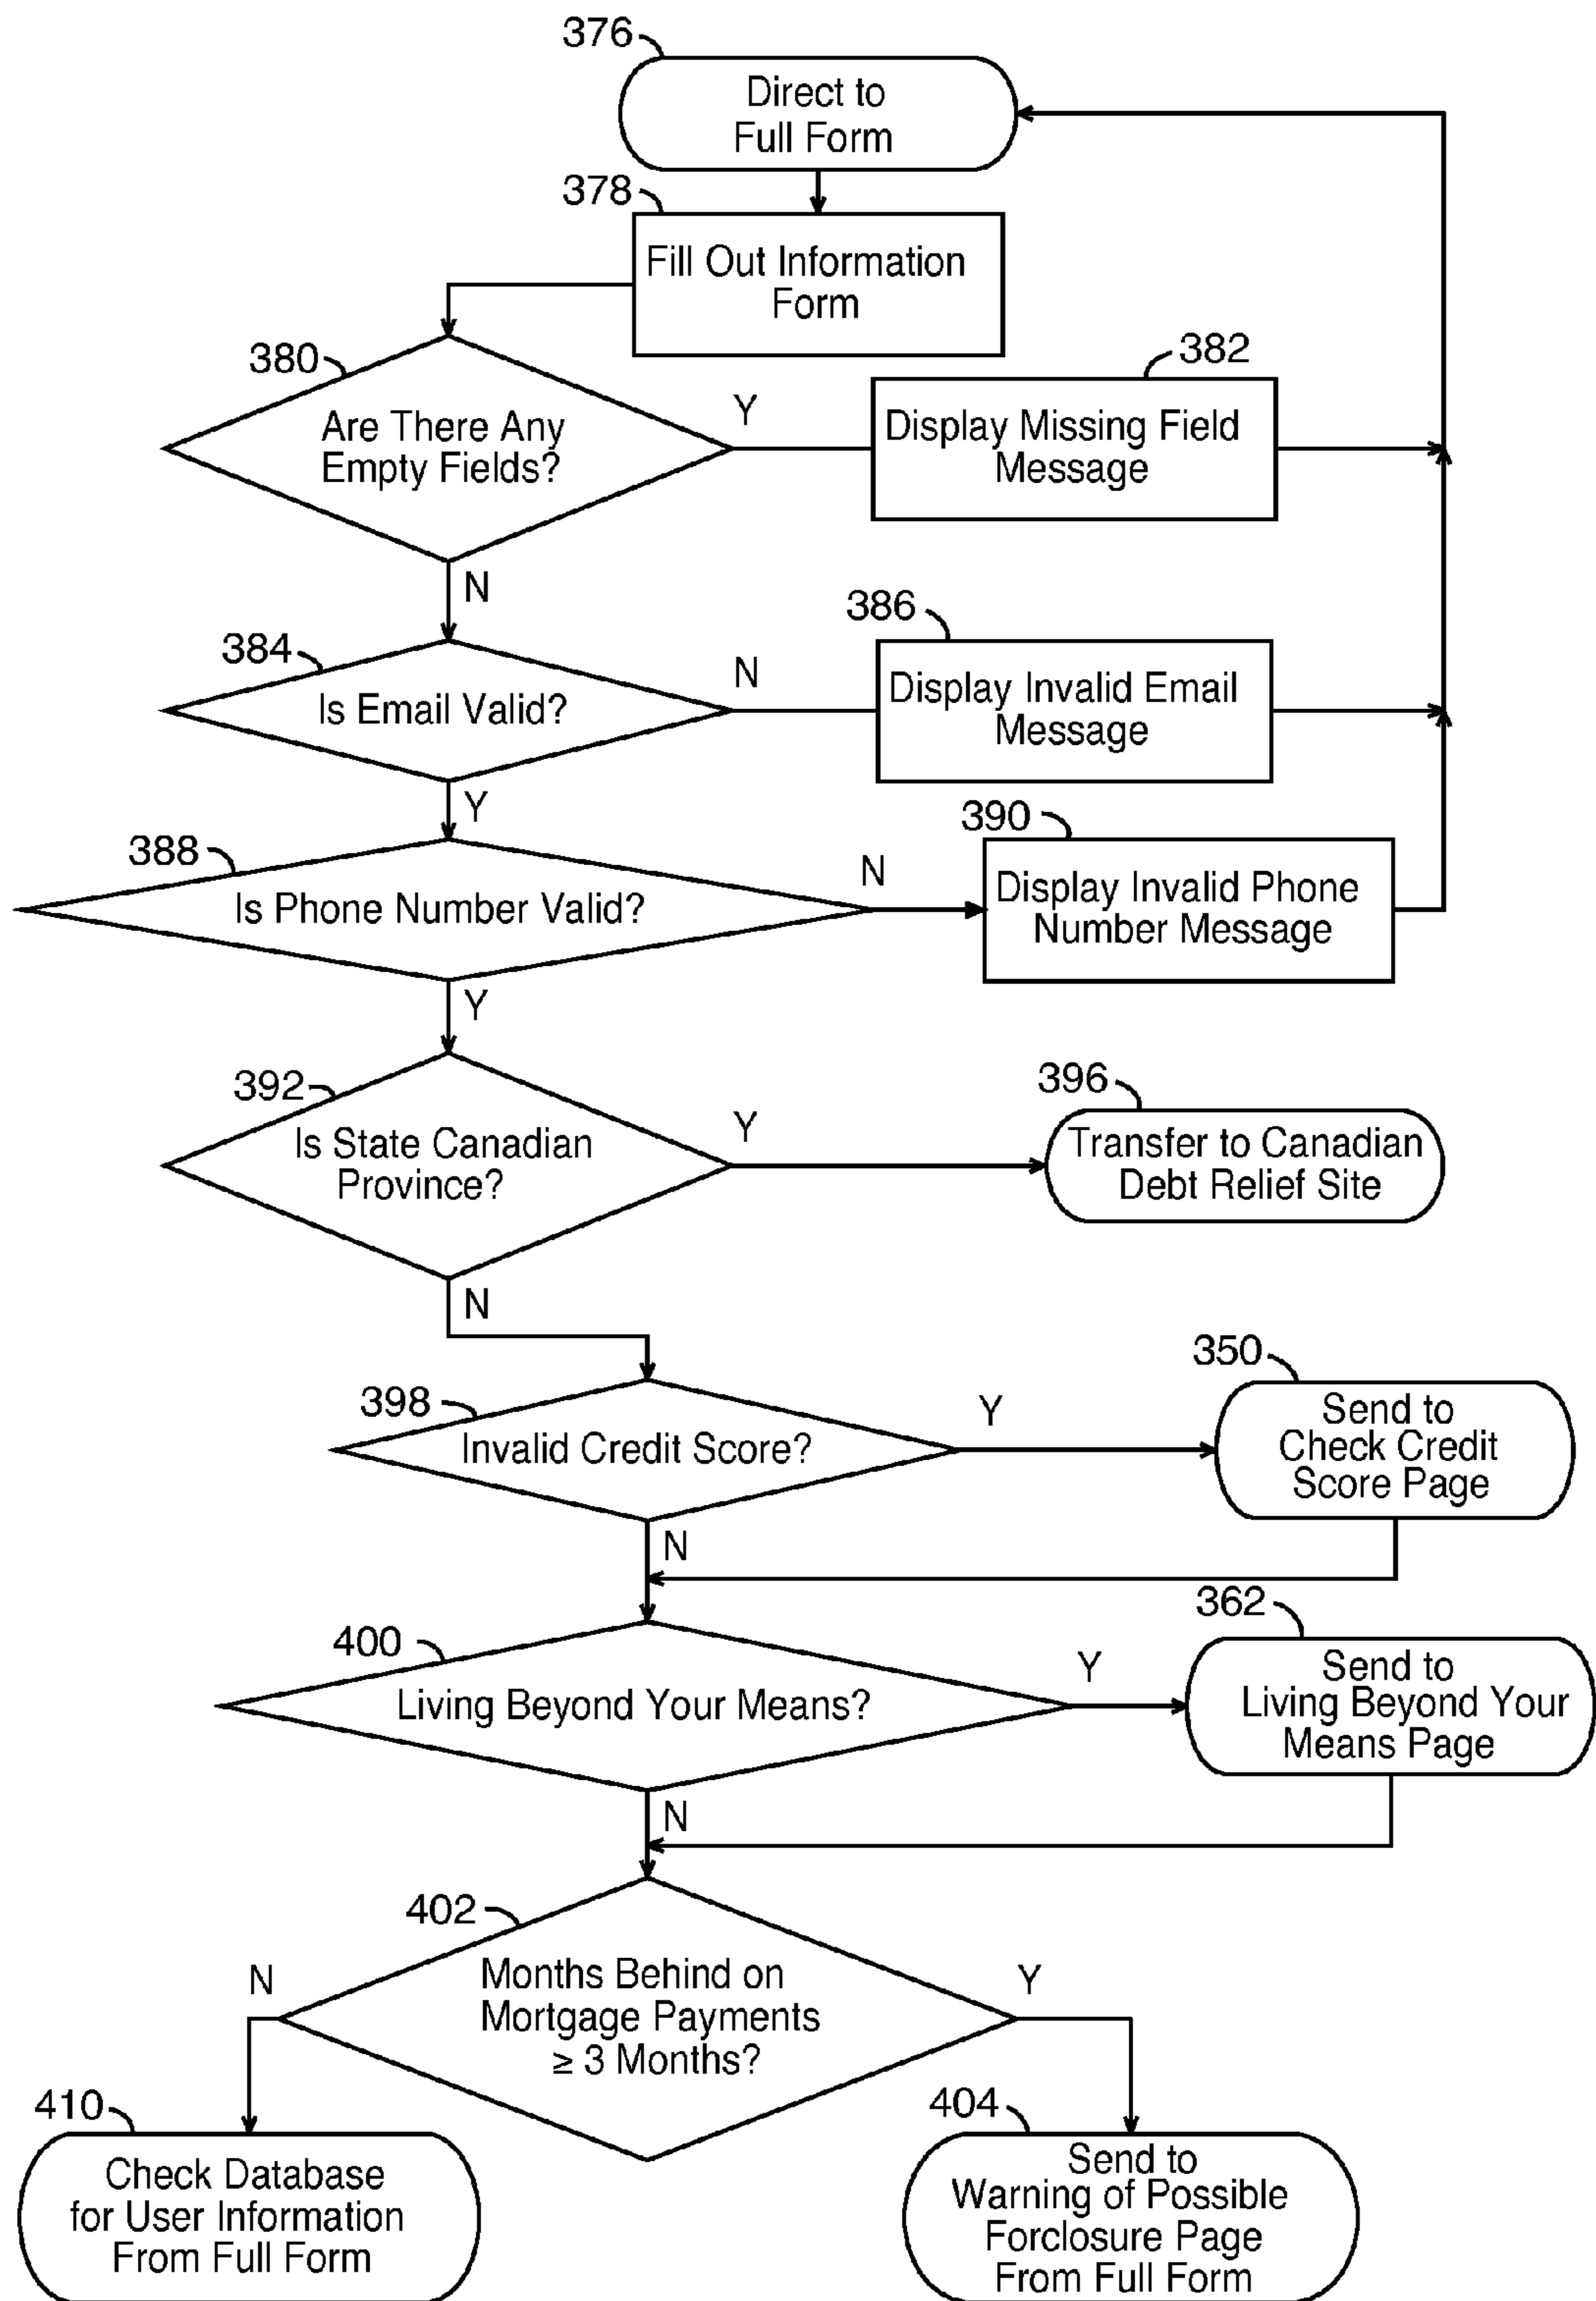 376
Direct to
Full Form
378
Fill Out Information
Form
380
Are There Any
Empty Fields?
Y
382
Display Missing Field
Message
N
384
Is Email Valid?
N
386
Display Invalid Email
Message
Y
388
Is Phone Number Valid?
N
390
Display Invalid Phone
Number Message
Y
392
Is State Canadian
Province?
Y
396
Transfer to Canadian
Debt Relief Site
N
398
Invalid Credit Score?
Y
350
Send to
Check Credit
Score Page
N
400
Living Beyond Your Means?
Y
362
Send to
Living Beyond Your
Means Page
N
402
Months Behind on
Mortgage Payments
≥ 3 Months?
N
Y
410
Check Database
for User Information
From Full Form
404
Send to
Warning of Possible
Forclosure Page
From Full Form